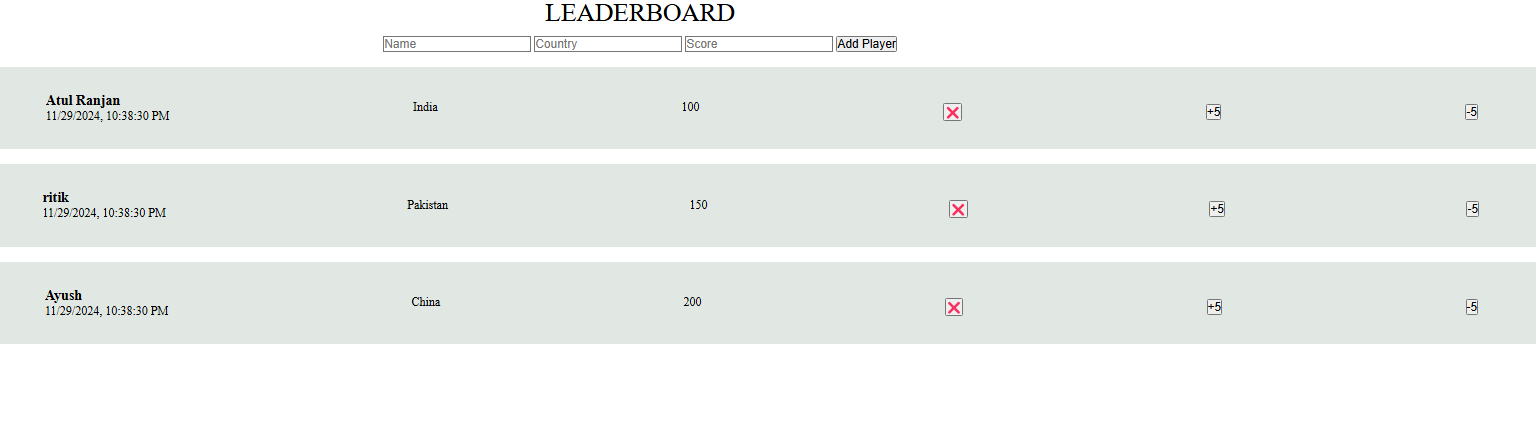 LEADERBOARD
Name Country Score Add Player
Atul Ranjan
11/29/2024, 10:38:30 PM India 100 ❌ +5 -5
ritik
11/29/2024, 10:38:30 PM Pakistan 150 ❌ +5 -5
Ayush
11/29/2024, 10:38:30 PM China 200 ❌ +5 -5